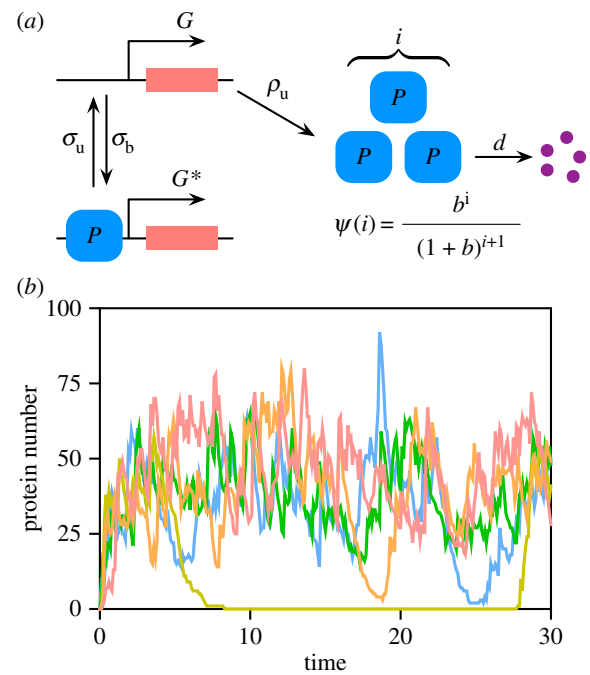 (a)
G
i
ρu
P
σu
σb
P
P
d
G*
P
ψ(i) = b^i / (1 + b)^{i+1}
(b)
100
75
50
25
0
protein number
0
10
20
30
time